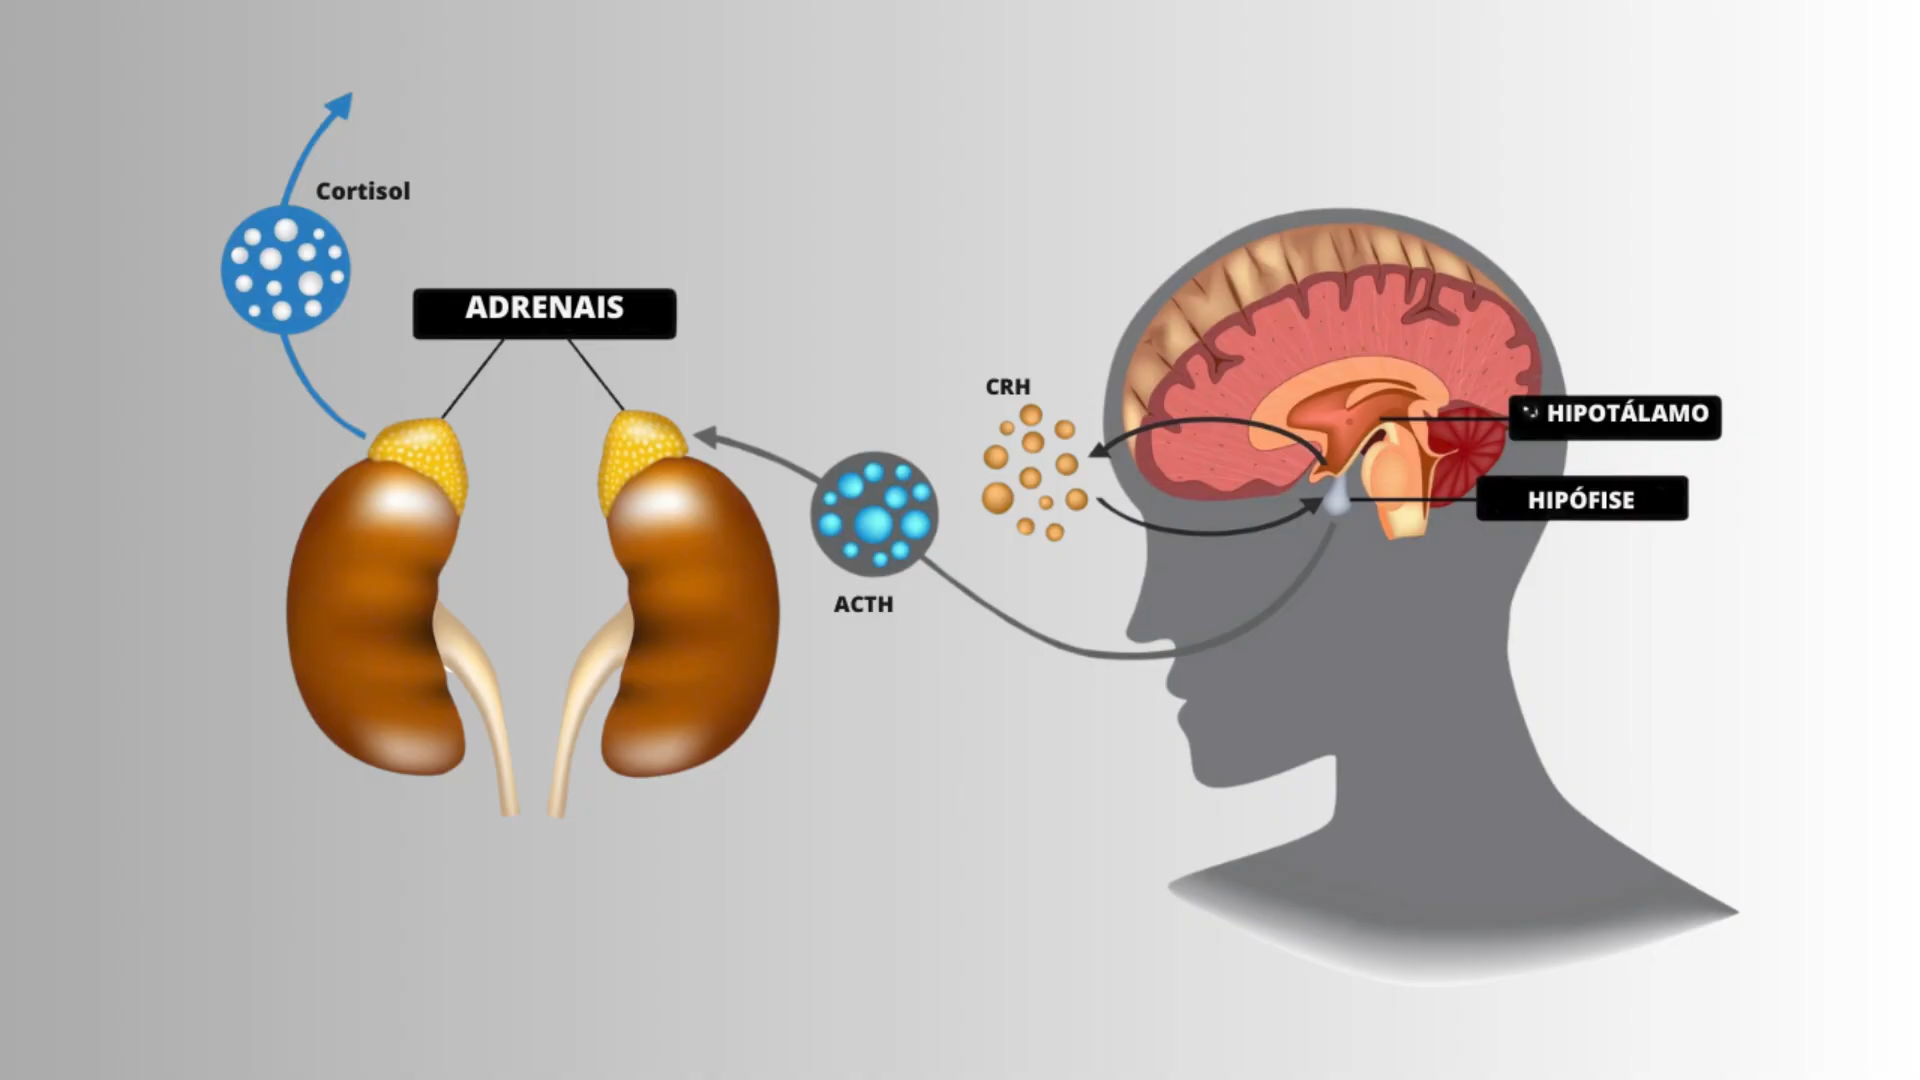 Cortisol
ADRENAIS
CRH
HIPOTÁLAMO
HIPÓFISE
ACTH